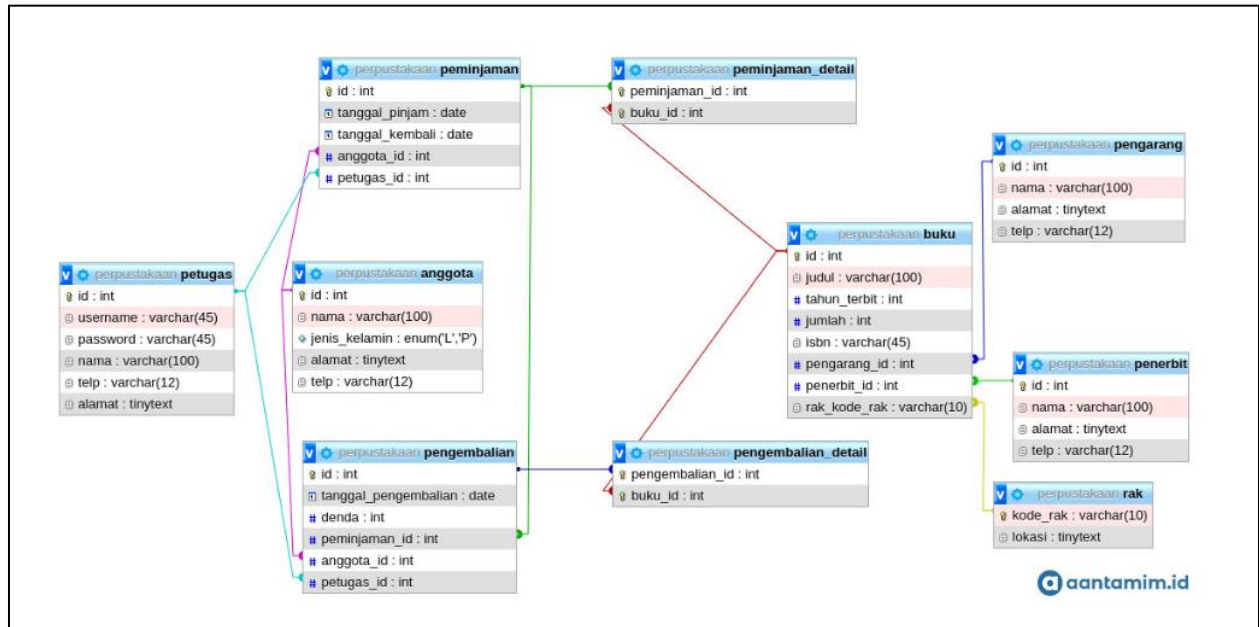 perpustakaan peminjaman
id : int
tanggal_pinjam : date
tanggal_kembali : date
anggota_id : int
petugas_id : int
perpustakaan peminjaman_detail
peminjaman_id : int
buku_id : int
perpustakaan pengarang
id : int
nama : varchar(100)
alamat : tinytext
telp : varchar(12)
perpustakaan buku
id : int
judul : varchar(100)
tahun_terbit : int
jumlah : int
isbn : varchar(45)
pengarang_id : int
penerbit_id : int
rak_kode_rak : varchar(10)
perpustakaan petugas
id : int
username : varchar(45)
password : varchar(45)
nama : varchar(100)
telp : varchar(12)
alamat : tinytext
perpustakaan anggota
id : int
nama : varchar(100)
jenis_kelamin : enum('L','P')
alamat : tinytext
telp : varchar(12)
perpustakaan penerbit
id : int
nama : varchar(100)
alamat : tinytext
telp : varchar(12)
perpustakaan pengembalian
id : int
tanggal_pengembalian : date
denda : int
peminjaman_id : int
anggota_id : int
petugas_id : int
perpustakaan pengembalian_detail
pengembalian_id : int
buku_id : int
perpustakaan rak
kode_rak : varchar(10)
lokasi : tinytext
aantamim.id